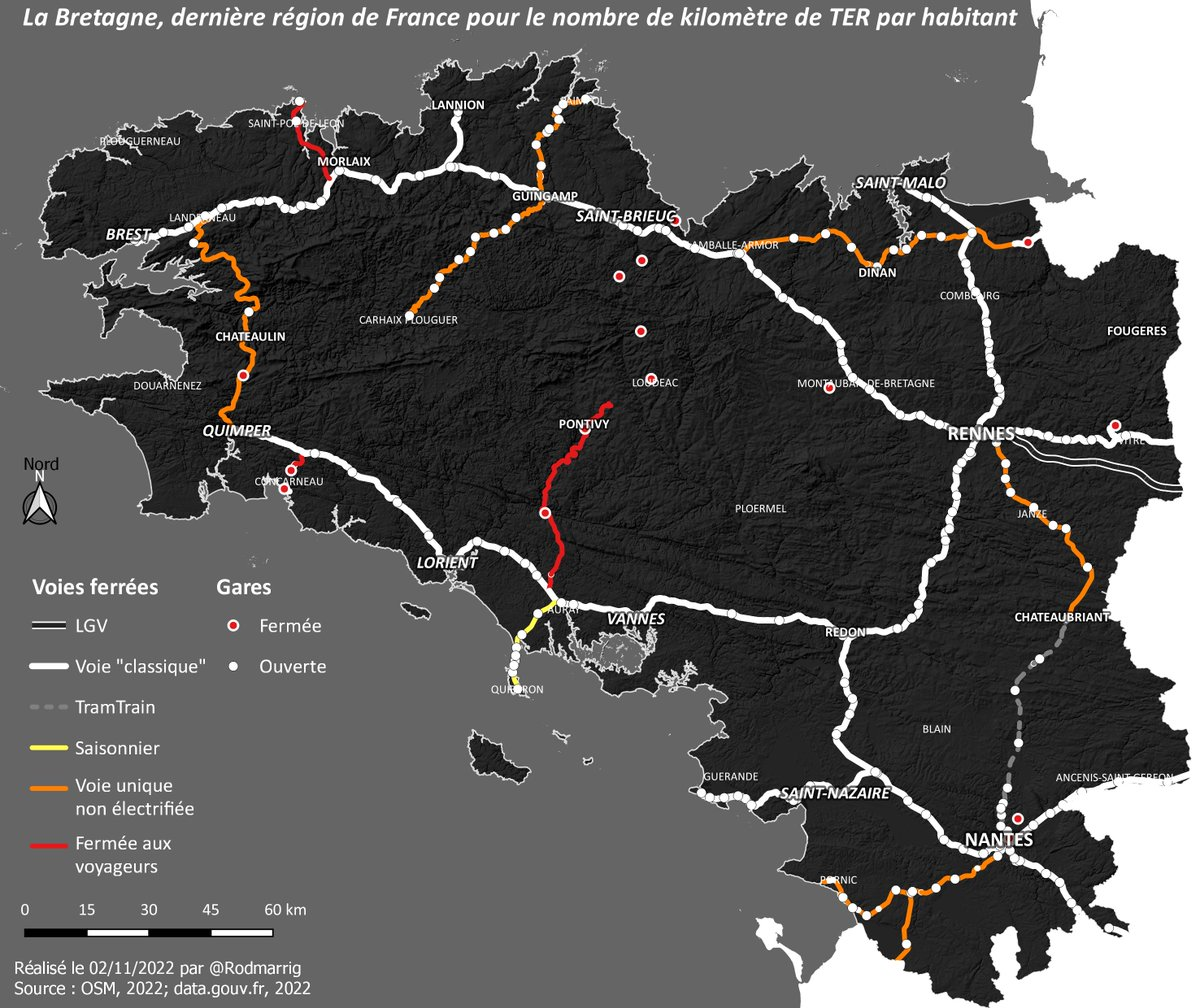 La Bretagne, dernière région de France pour le nombre de kilomètre de TER par habitant
LANNION
SAINT-POL-DE-LEON
PLOUGUERNEAU
MORLAIX
SAINT-MALO
GUINGAMP
SAINT-BRIEUC
LANDERNEAU
BREST
LAMBALLE-ARMOR
DINAN
COMBOURG
CARHAIX PLOUGUER
CHATEAULIN
FOUGERES
DOUARNENEZ
LOUDEAC
MONTAUBAN-DE-BRETAGNE
PONTIVY
QUIMPER
RENNES
VITRE
Nord
N
CONCARNEAU
PLOERMEL
JANZE
LORIENT
Voies ferrées
Gares
AURAY
VANNES
CHATEAUBRIANT
REDON
LGV
Fermée
Voie "classique"
Ouverte
QUIBERON
TramTrain
BLAIN
Saisonnier
GUERANDE
ANCENIS-SAINT-GEREON
Voie unique
non électrifiée
SAINT-NAZAIRE
Fermée aux
voyageurs
NANTES
PORNIC
0 15 30 45 60 km
Réalisé le 02/11/2022 par @Rodmarrig
Source : OSM, 2022; data.gouv.fr, 2022